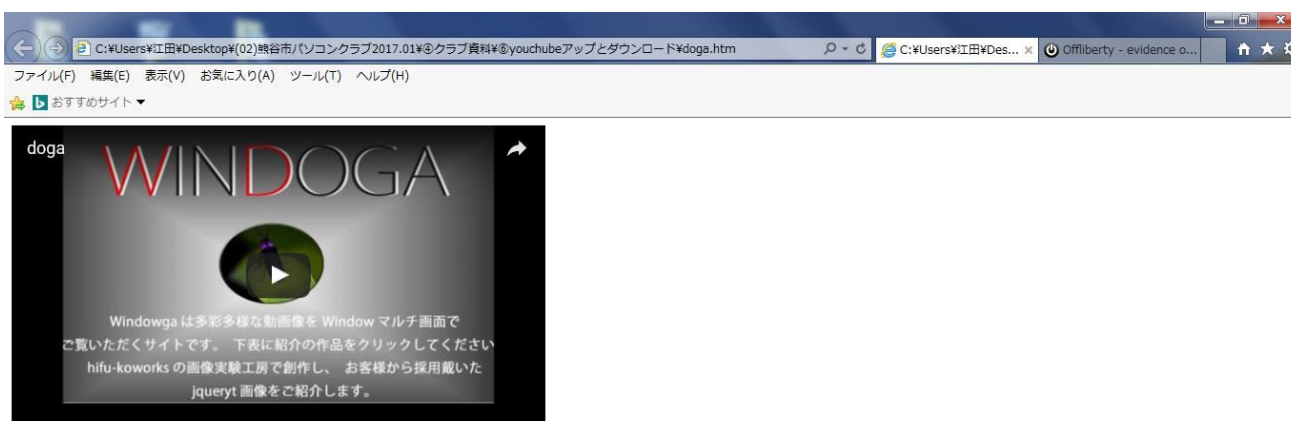 C:¥Users¥江田¥Desktop¥(02)熊谷市パソコンクラブ2017.01¥④クラブ資料¥⑥youchubeアップとダウンロード¥doga.htm
C:¥Users¥江田¥Des...
Offliberty - evidence o...
ファイル(F) 編集(E) 表示(V) お気に入り(A) ツール(T) ヘルプ(H)
おすすめサイト
doga
WINDOGA
Windowga は多彩多様な動画像を Window マルチ画面で
ご覧いただくサイトです。 下表に紹介の作品をクリックしてください
hifu-koworks の画像実験工房で創作し、 お客様から採用戴いた
jqueryt 画像をご紹介します。